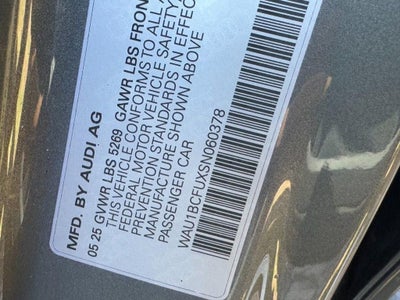 MFD. BY AUDI AG
05 25 GVWR LBS 5269 GAWR LBS FRON
THIS VEHICLE CONFORMS TO ALL
FEDERAL MOTOR VEHICLE SAFETY
PREVENTION STANDARDS IN EFFEC
MANUFACTURE SHOWN ABOVE
PASSENGER CAR
WAU1BCFUXSN060378